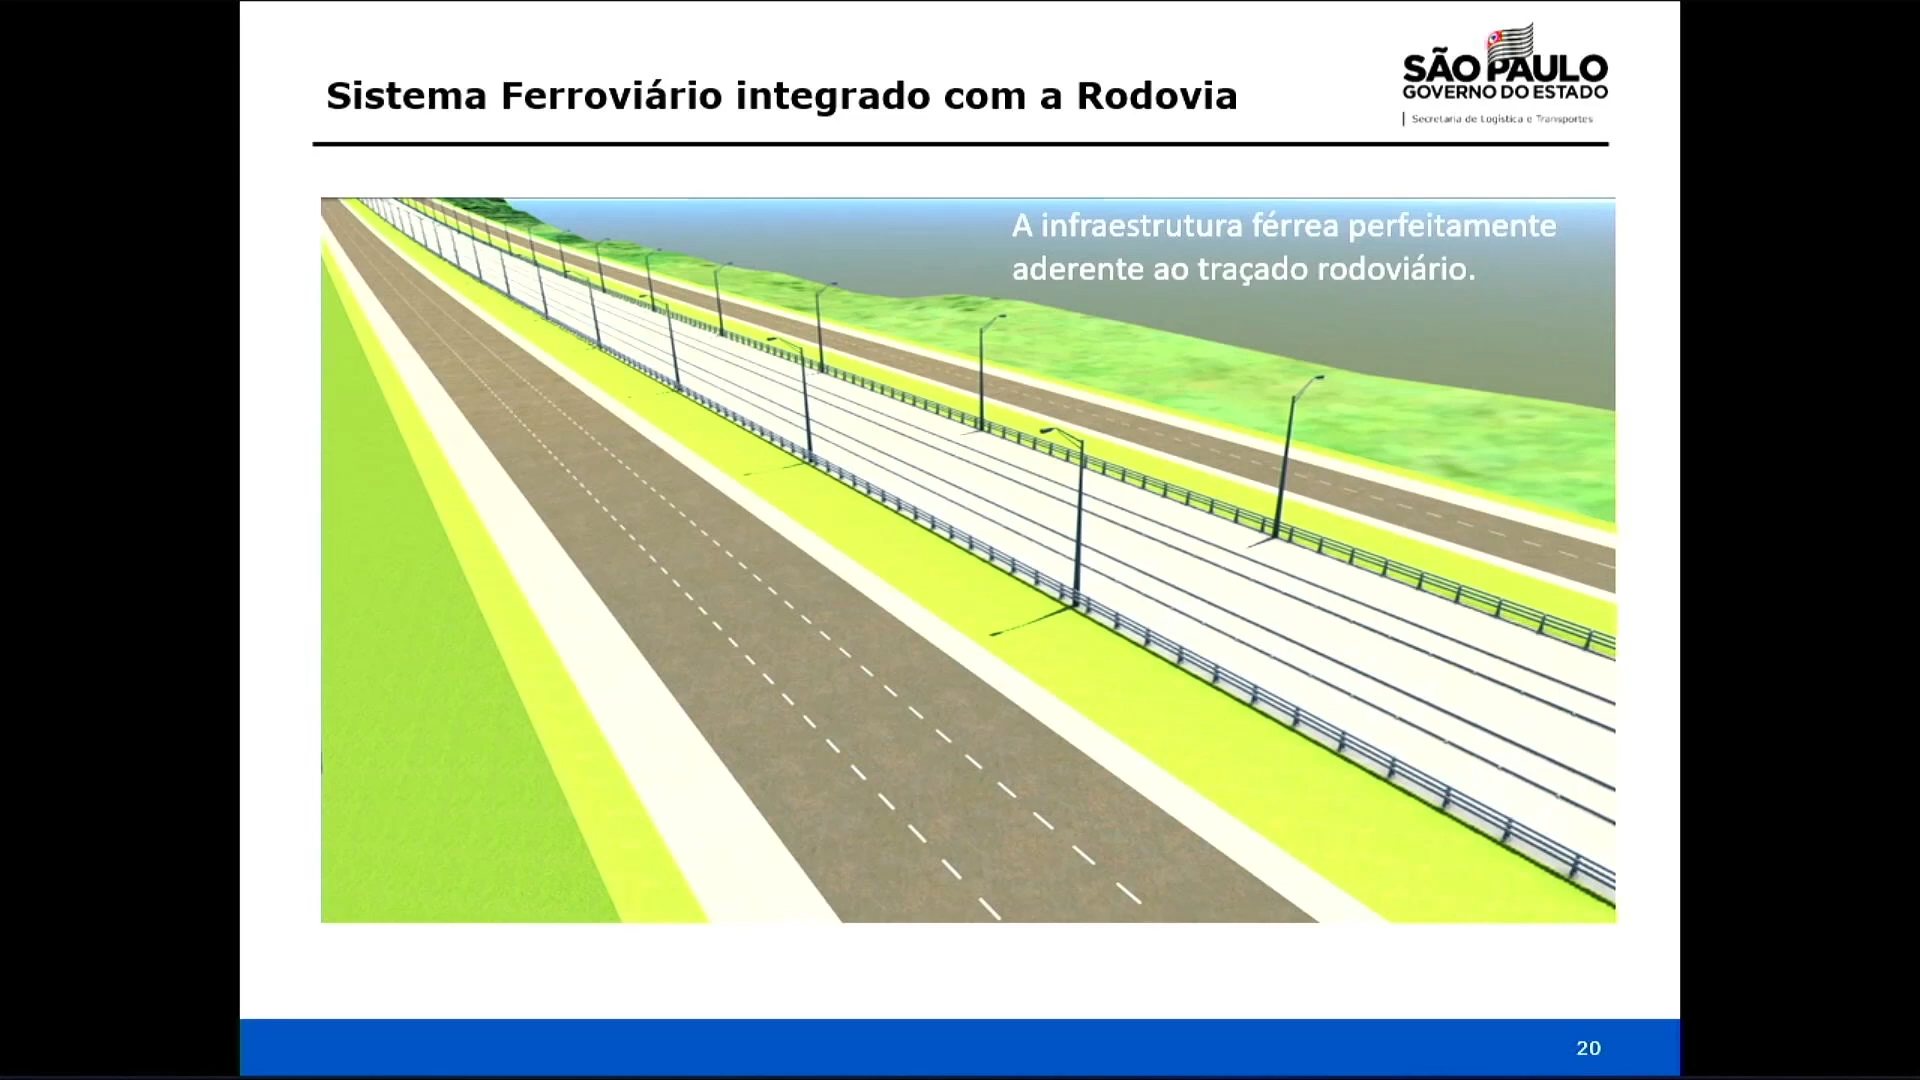 Sistema Ferroviário integrado com a Rodovia
SÃO PAULO
GOVERNO DO ESTADO
Secretaria de Logística e Transportes
A infraestrutura férrea perfeitamente
aderente ao traçado rodoviário.
20